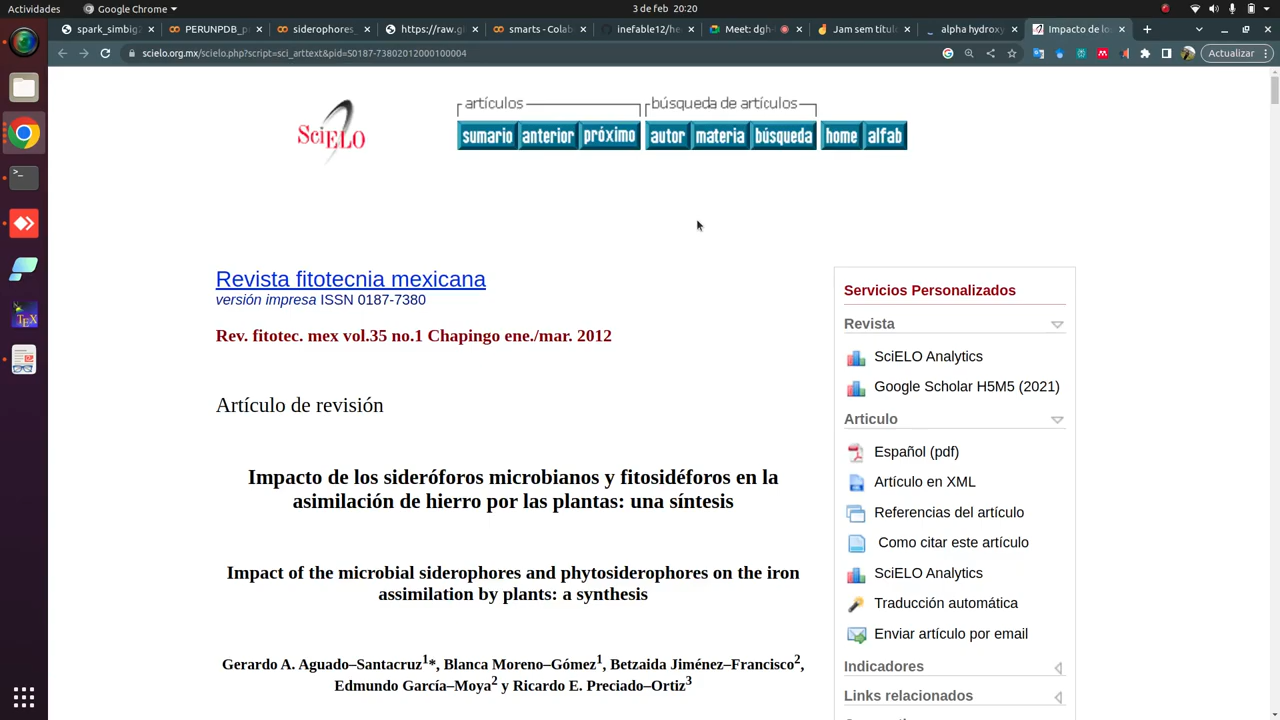 Actividades
Google Chrome
3 de feb 20:20
spark_simbig2
PERUNPDB_p
siderophores_
https://raw.gi
smarts - Colab
inefable12/he
Meet: dgh-
Jam sem títul
alpha hydroxy
Impacto de lo
scielo.org.mx/scielo.php?script=sci_arttext&pid=S0187-73802012000100004
Actualizar
artículos
búsqueda de artículos
SciELO
sumario
anterior
próximo
autor
materia
búsqueda
home
alfab
Revista fitotecnia mexicana
versión impresa ISSN 0187-7380
Rev. fitotec. mex vol.35 no.1 Chapingo ene./mar. 2012
Artículo de revisión
Impacto de los sideróforos microbianos y fitosidéforos en la
asimilación de hierro por las plantas: una síntesis
Impact of the microbial siderophores and phytosiderophores on the iron
assimilation by plants: a synthesis
Gerardo A. Aguado–Santacruz1*, Blanca Moreno–Gómez1, Betzaida Jiménez–Francisco2,
Edmundo García–Moya2 y Ricardo E. Preciado–Ortiz3
Servicios Personalizados
Revista
SciELO Analytics
Google Scholar H5M5 (2021)
Articulo
Español (pdf)
Artículo en XML
Referencias del artículo
Como citar este artículo
SciELO Analytics
Traducción automática
Enviar artículo por email
Indicadores
Links relacionados
TEX